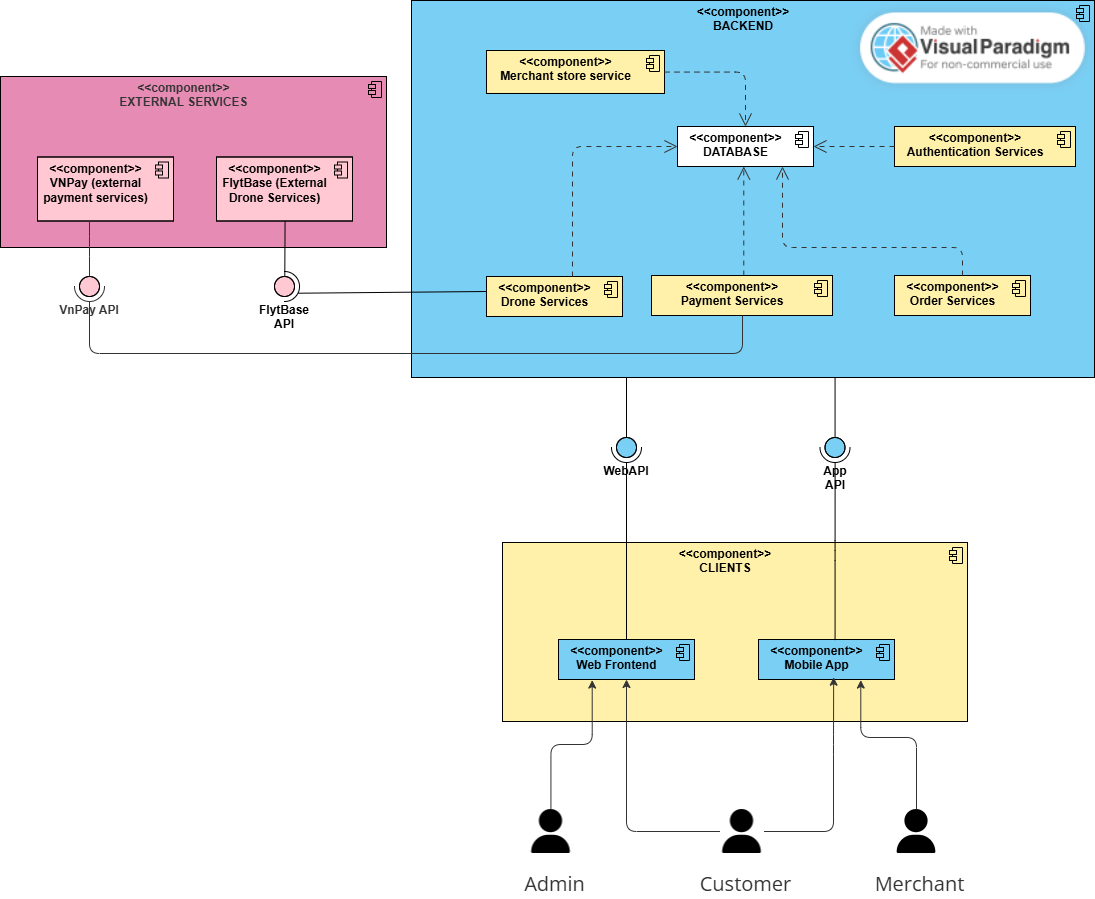 <<component>>
BACKEND
Made with
VisualParadigm
For non-commercial use
<<component>>
Merchant store service
<<component>>
EXTERNAL SERVICES
<<component>>
DATABASE
<<component>>
Authentication Services
<<component>>
VNPay (external
payment services)
<<component>>
FlytBase (External
Drone Services)
<<component>>
Drone Services
<<component>>
Payment Services
<<component>>
Order Services
VnPay API
FlytBase
API
WebAPI
App
API
<<component>>
CLIENTS
<<component>>
Web Frontend
<<component>>
Mobile App
Admin
Customer
Merchant